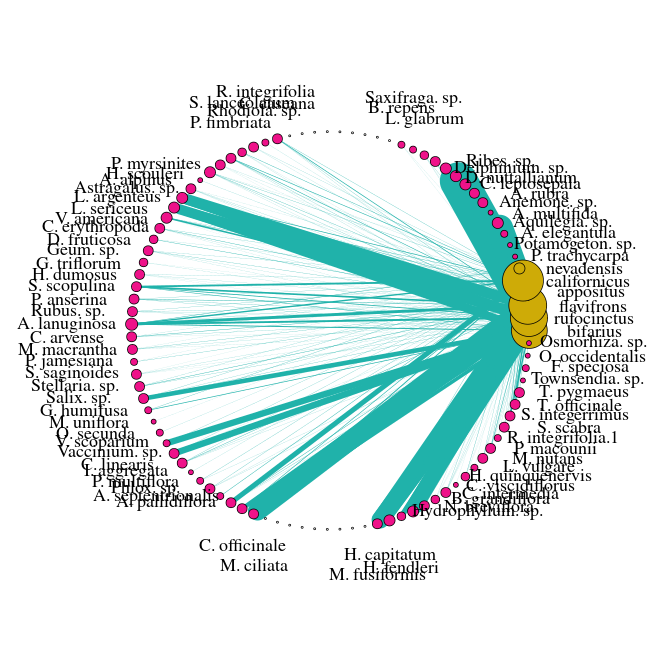 R. integrifolia
S. lanceolatum
Rhodiola. sp.
P. fimbriata
P. myrsinites
H. scouleri
A. alpinus
Astragalus. sp.
L. argenteus
L. sericeus
V. americana
C. erythropoda
D. fruticosa
Geum. sp.
G. triflorum
H. dumosus
S. scopulina
P. anserina
Rubus. sp.
A. lanuginosa
C. arvense
M. macrantha
P. jamesiana
S. saginoides
Stellaria. sp.
Salix. sp.
G. humifusa
M. uniflora
O. secunda
V. scoparium
Vaccinium. sp.
C. linearis
I. aggregata
P. multiflora
Phlox. sp.
A. septentrionalis
A. pallidiflora
C. officinale
M. ciliata
H. capitatum
H. fendleri
M. fusiformis
Saxifraga. sp.
B. repens
L. glabrum
Ribes. sp.
Delphinium. sp.
D. nuttallianum
C. leptosepala
A. rubra
Anemone. sp.
A. multifida
Aquilegia. sp.
A. elegantula
Potamogeton. sp.
P. trachycarpa
nevadensis
californicus
appositus
flavifrons
rufocinctus
bifarius
Osmorhiza. sp.
O. occidentalis
F. speciosa
Townsendia. sp.
T. pygmaeus
T. officinale
S. integerrimus
S. scabra
R. integrifolia.1
P. macounii
M. nutans
L. vulgare
H. quinquenervis
C. viscidiflorus
C. intermedia
B. grandiflora
N. breviflora
Hydrophyllum. sp.